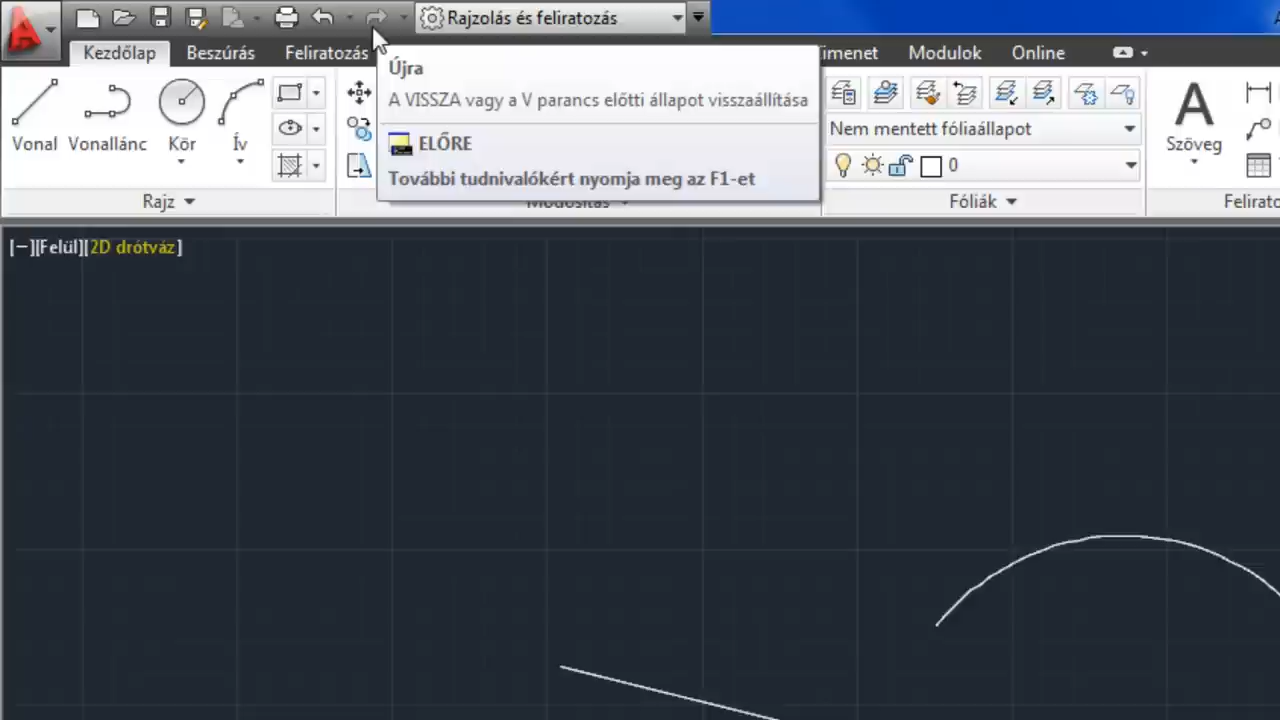 Rajzolás és feliratozás
Kezdőlap Beszúrás Feliratozás Modulok Online
Újra
A VISSZA vagy a V parancs előtti állapot visszaállítása
ELŐRE
További tudnivalókért nyomja meg az F1-et
Vonal Vonallánc Kör Ív
Nem mentett fóliaállapot
0
A
Szöveg
Rajz Módosítás Fóliák
[−][Felül][2D drótváz]